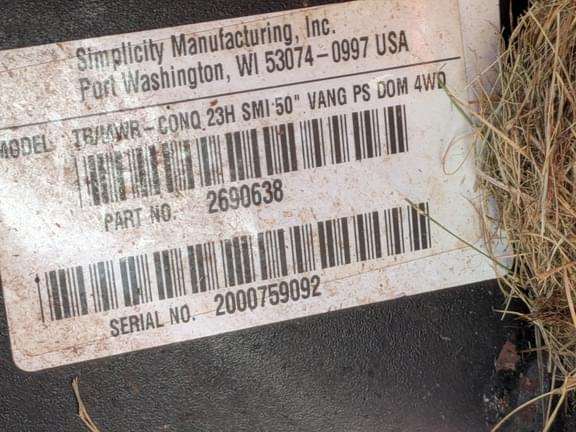 Simplicity Manufacturing, Inc.
Port Washington, WI 53074-0997 USA
MODEL TR/MWR-CONQ 23H SMI 50" VANG PS DOM 4WD
PART NO. 2690638
SERIAL NO. 2000759092